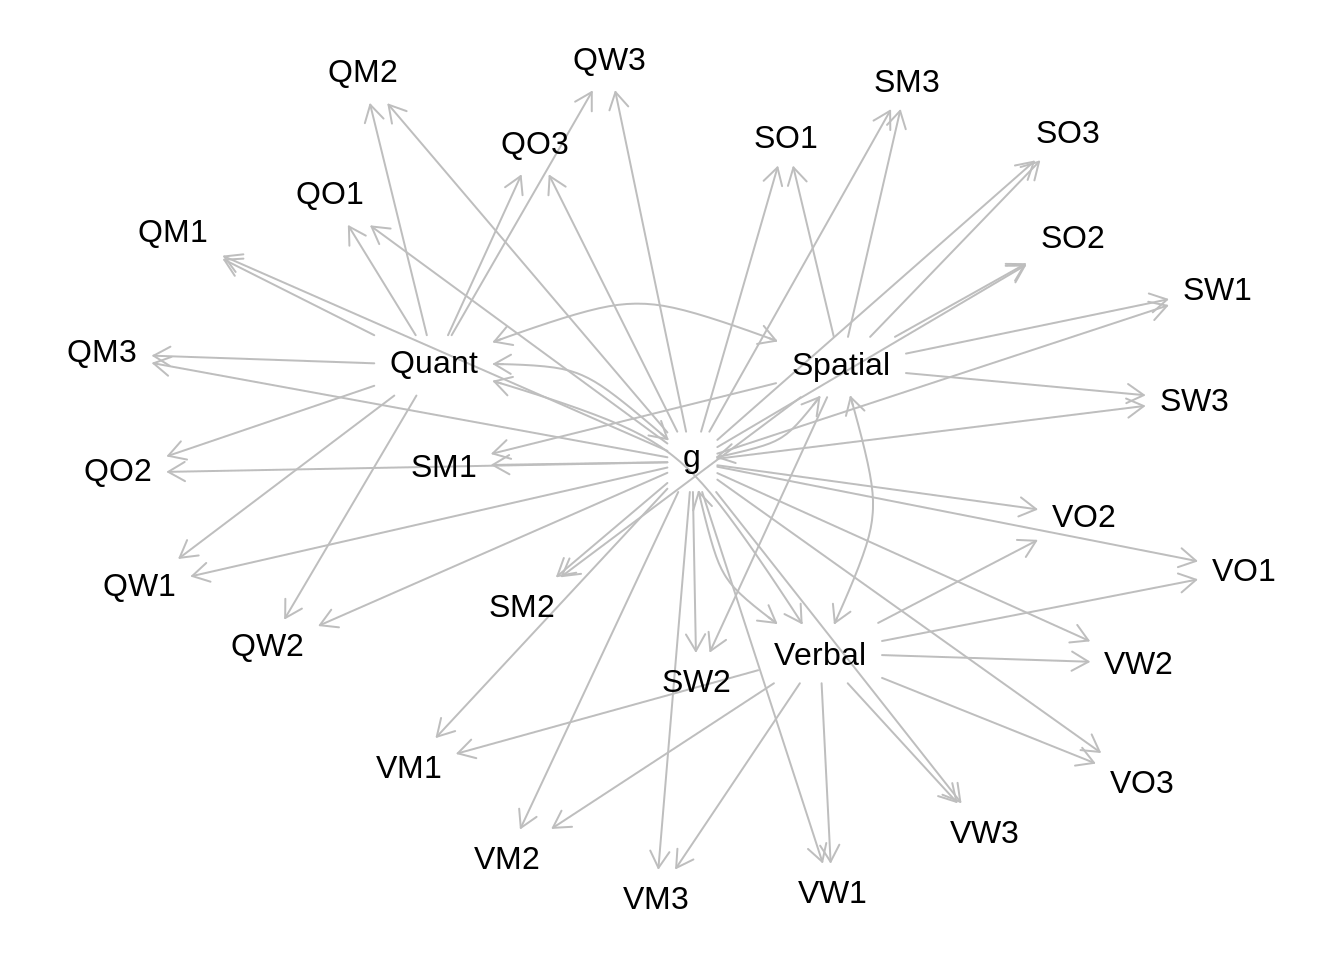 QW3
QM2
SM3
SO3
SO1
QO3
QO1
QM1
SO2
SW1
QM3
Quant
Spatial
SW3
g
SM1
QO2
VO2
VO1
QW1
SM2
QW2
Verbal
VW2
SW2
VM1
VO3
VW3
VM2
VW1
VM3